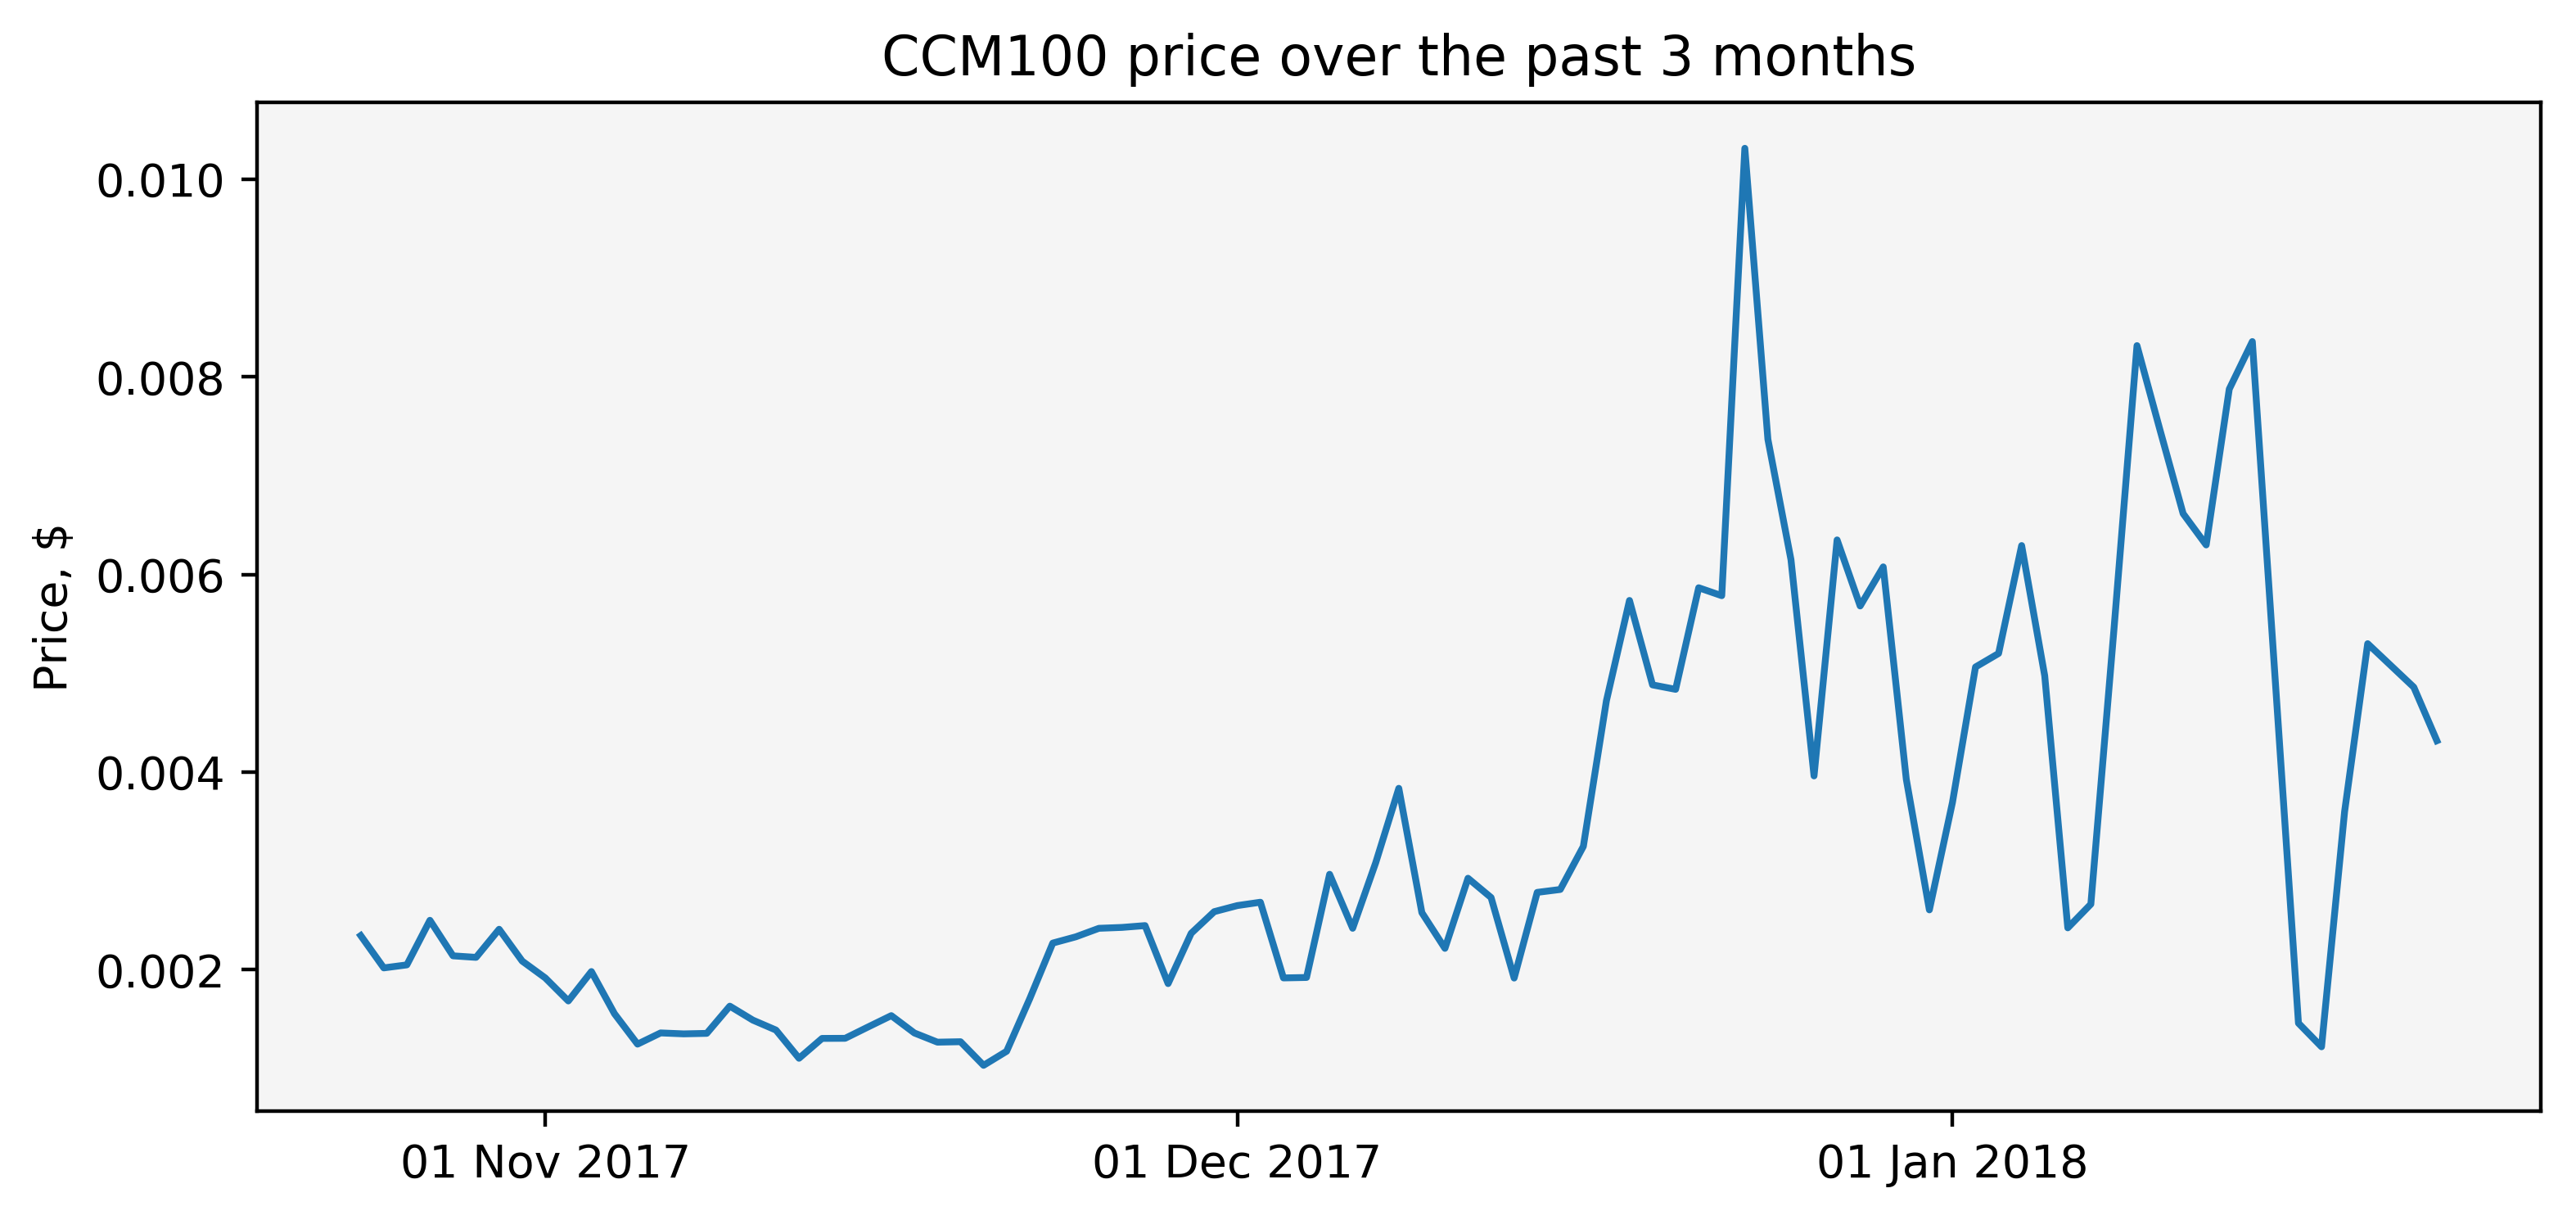 CCM100 price over the past 3 months
Price, $
0.010
0.008
0.006
0.004
0.002
01 Nov 2017
01 Dec 2017
01 Jan 2018